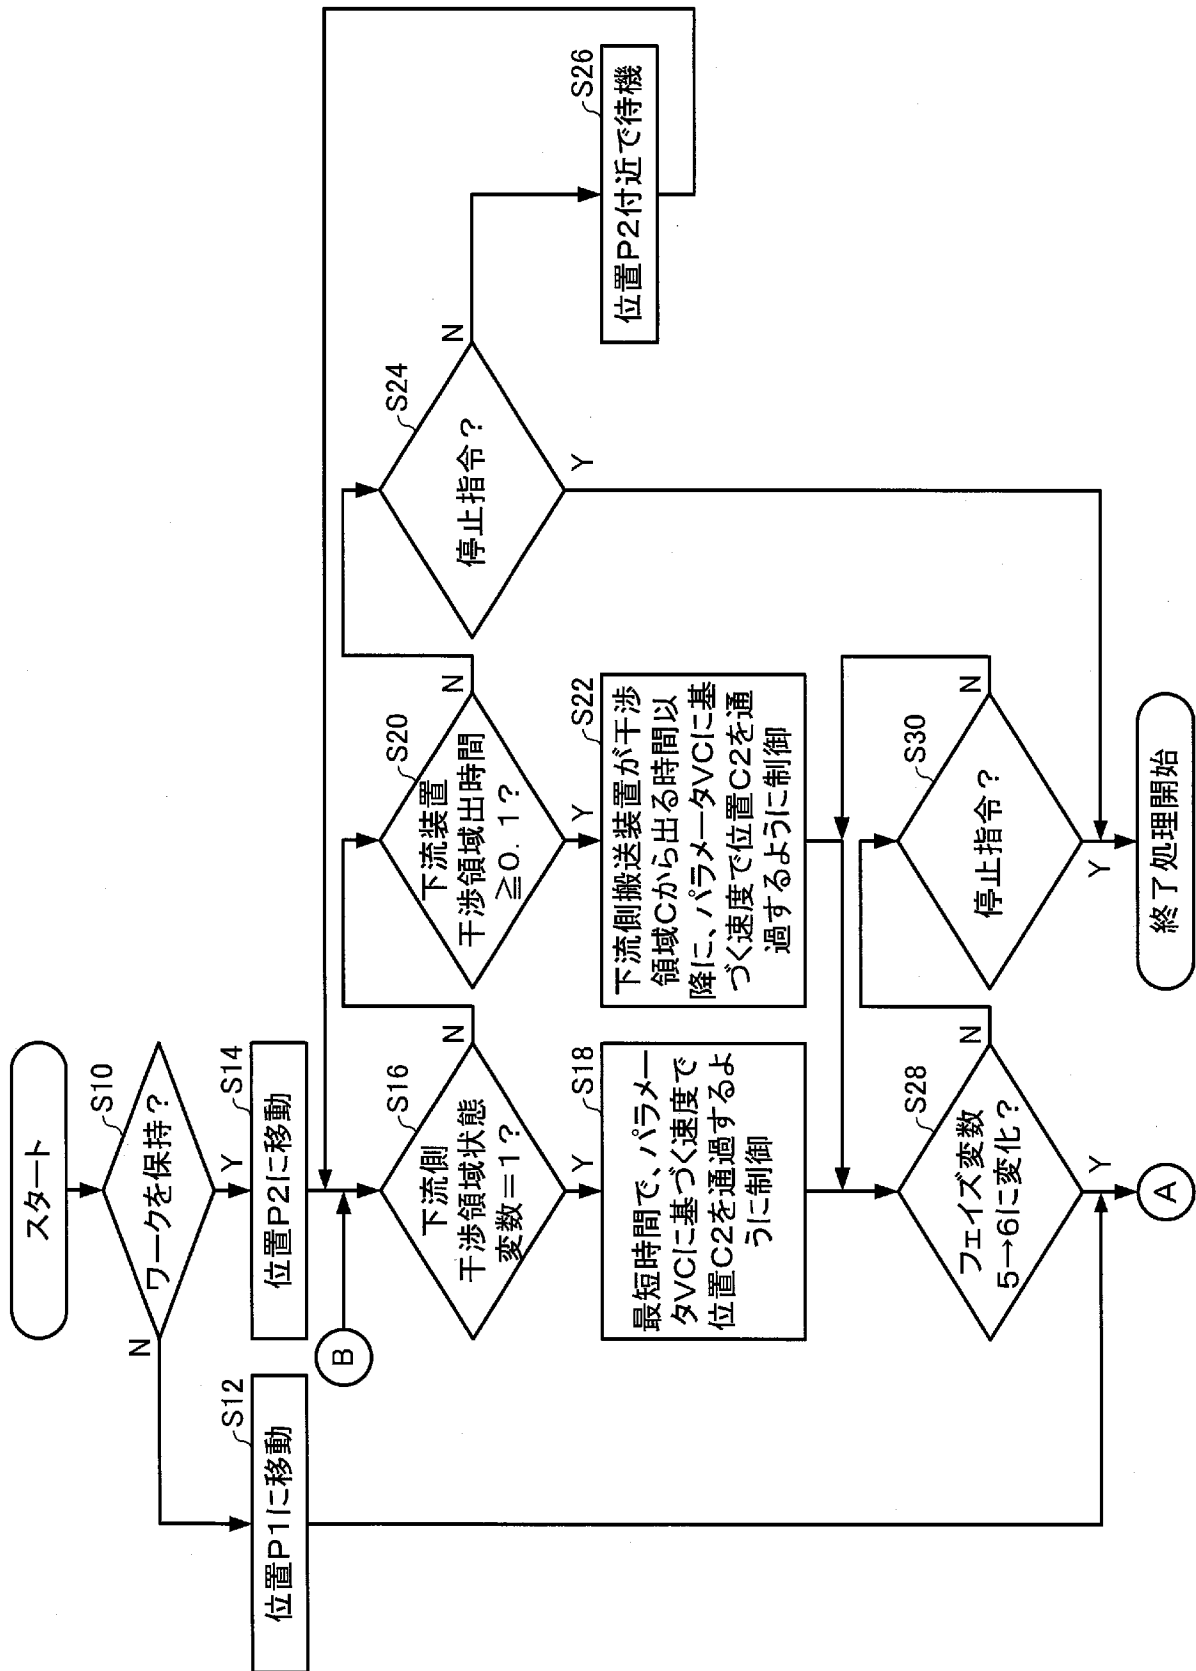 スタート
S10
ワークを保持?
N
Y
S12
位置P1に移動
S14
位置P2に移動
B
S16
下流側
干渉領域状態
変数=1?
N
Y
S18
最短時間で、パラメー
タVCに基づく速度で
位置C2を通過するよ
うに制御
S20
下流装置
干渉領域出時間
≧0. 1?
N
Y
S22
下流側搬送装置が干渉
領域Cから出る時間以
降に、パラメータVCに基
づく速度で位置C2を通
過するように制御
S24
停止指令?
N
Y
S26
位置P2付近で待機
S28
フェイズ変数
5→6に変化?
N
Y
S30
停止指令?
N
Y
A
終了処理開始